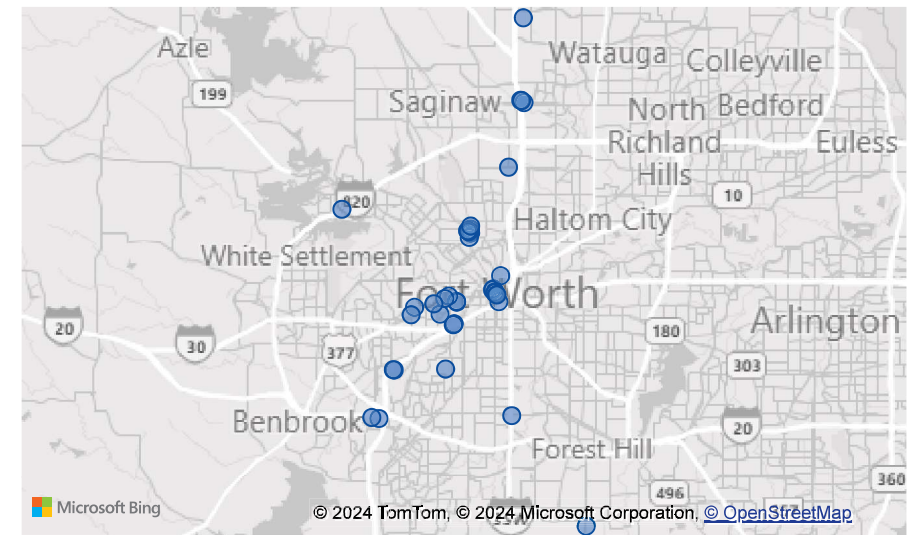 Azle
Watauga
Colleyville
199
Saginaw
North
Richland
Hills
Bedford
Euless
10
820
Haltom City
White Settlement
Fort Worth
20
30
377
180
Arlington
303
Benbrook
20
Forest Hill
360
496
Microsoft Bing
© 2024 TomTom, © 2024 Microsoft Corporation, © OpenStreetMap